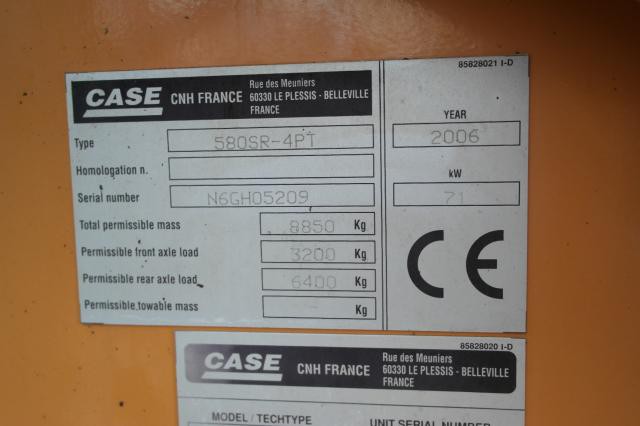 85828021 I-D
CASE CNH FRANCE
Rue des Meuniers
60330 LE PLESSIS - BELLEVILLE
FRANCE
Type 580SR-4PT
Homologation n.
Serial number N6GH05209
Total permissible mass 8850 Kg
Permissible front axle load 3200 Kg
Permissible rear axle load 6400 Kg
Permissible towable mass - Kg
YEAR
2006
kW
71
CE
85828020 I-D
CASE CNH FRANCE
Rue des Meuniers
60330 LE PLESSIS - BELLEVILLE
FRANCE
MODEL / TECHTYPE UNIT SERIAL NUMBER